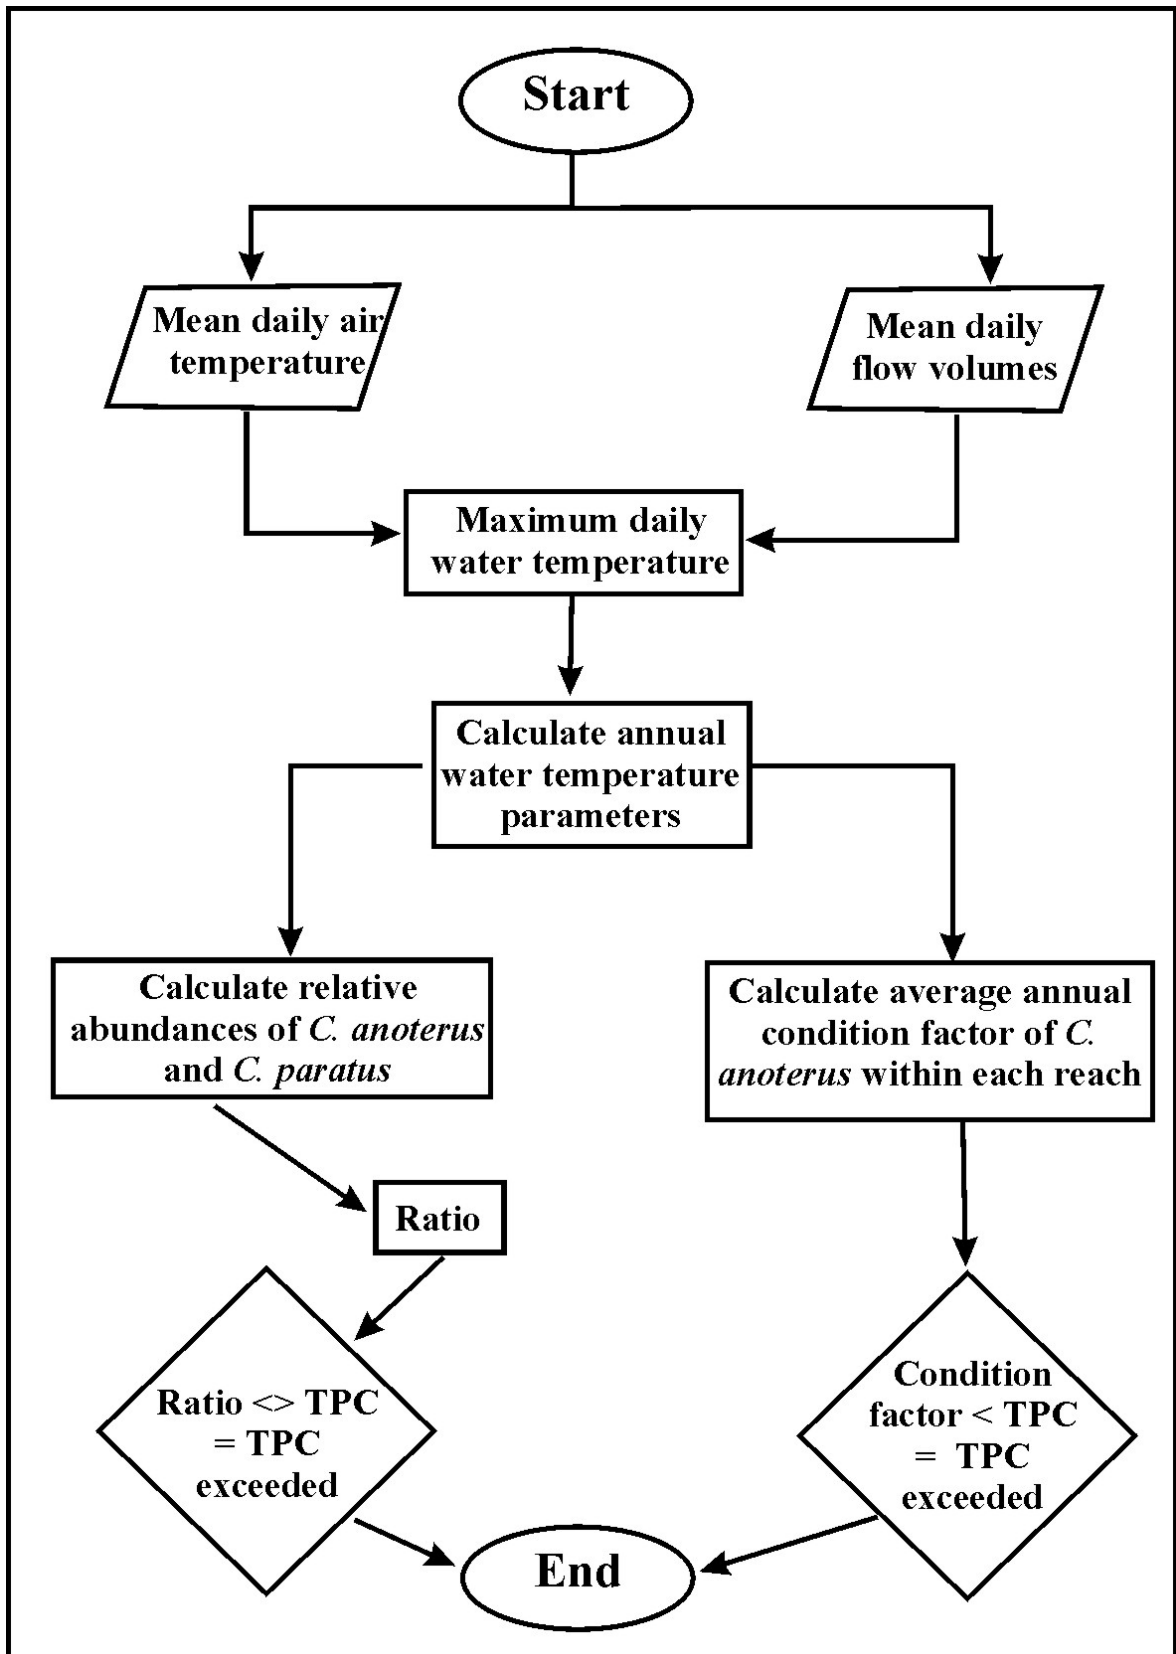 Start
Mean daily air
temperature
Mean daily
flow volumes
Maximum daily
water temperature
Calculate annual
water temperature
parameters
Calculate relative
abundances of C. anoterus
and C. paratus
Calculate average annual
condition factor of C.
anoterus within each reach
Ratio
Ratio <> TPC
= TPC
exceeded
Condition
factor < TPC
= TPC
exceeded
End